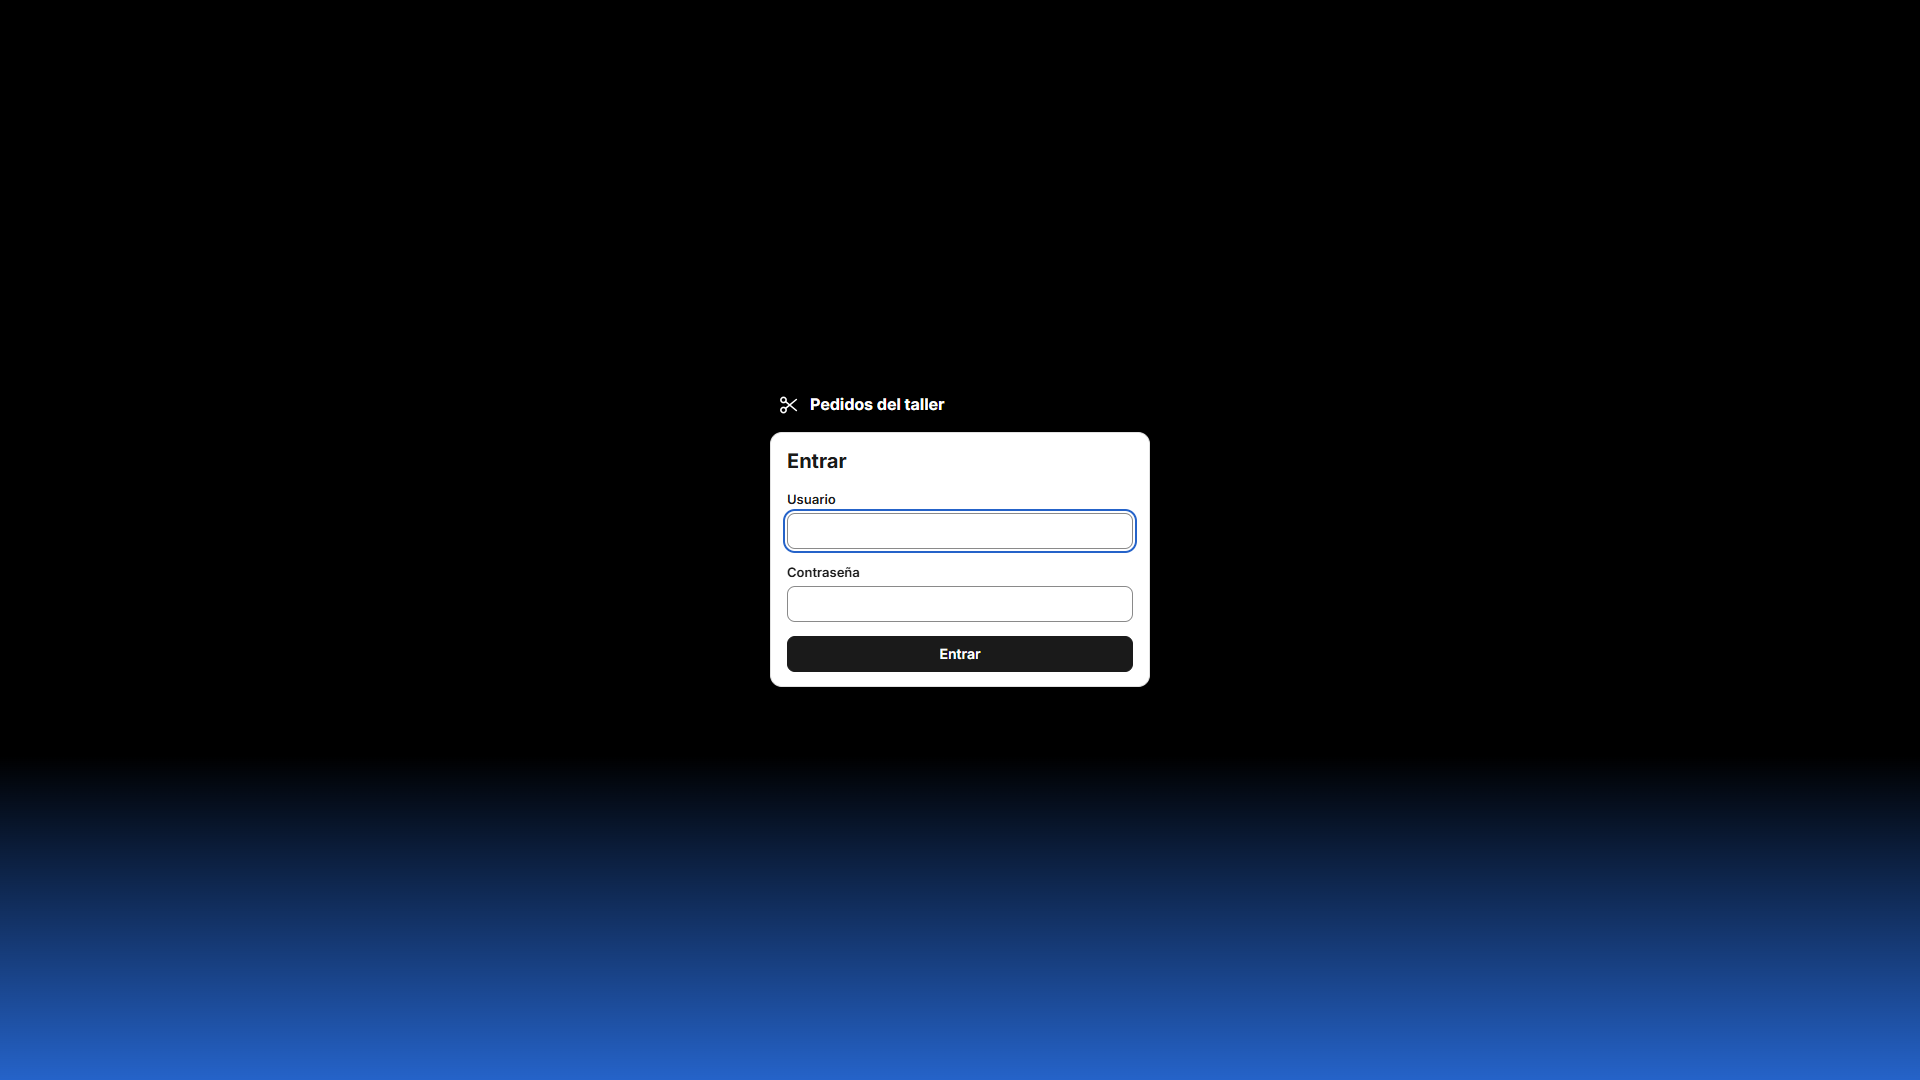 Pedidos del taller
Entrar
Usuario
Contraseña
Entrar